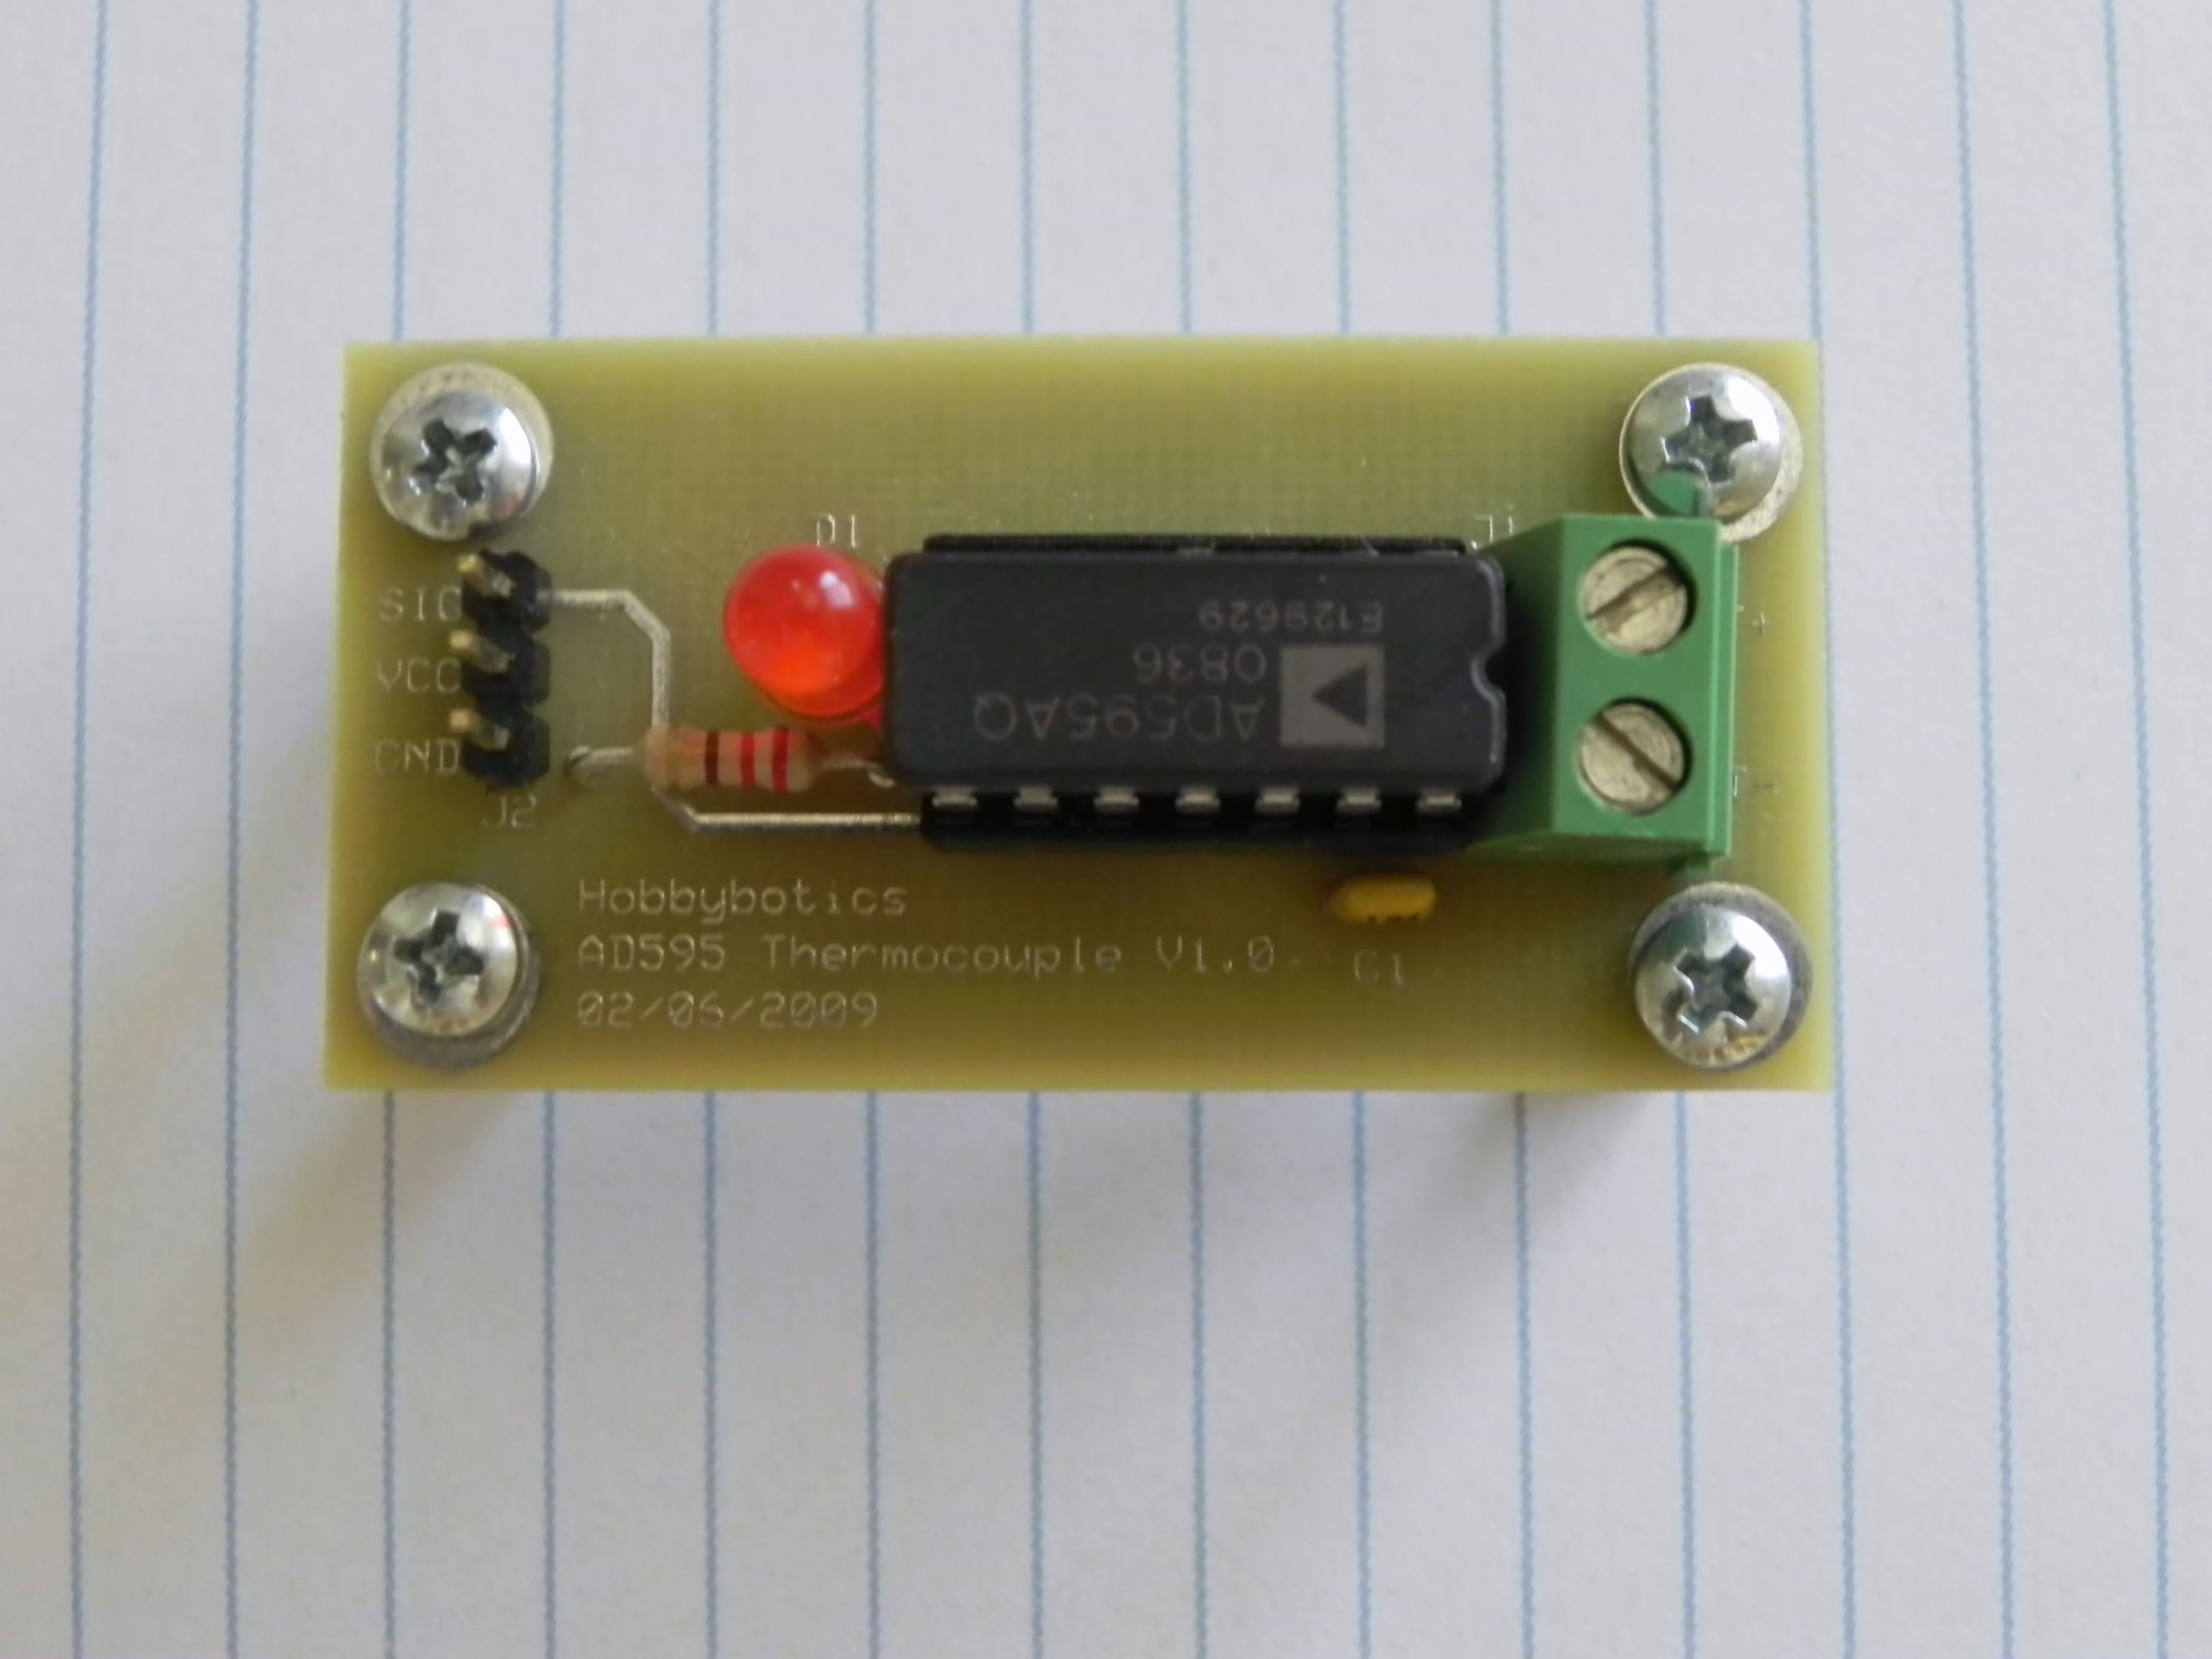 D1
J1
SIG
VCC
GND
J2
T+
T-
E129629
0836
AD595AQ
Hobbybotics
AD595 Thermocouple V1.0
C1
02/06/2009